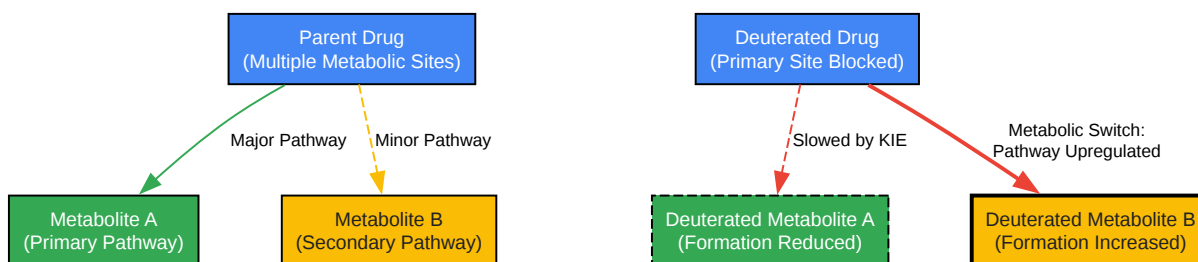 Parent Drug
(Multiple Metabolic Sites)
Deuterated Drug
(Primary Site Blocked)
Major Pathway
Minor Pathway
Slowed by KIE
Metabolic Switch:
Pathway Upregulated
Metabolite A
(Primary Pathway)
Metabolite B
(Secondary Pathway)
Deuterated Metabolite A
(Formation Reduced)
Deuterated Metabolite B
(Formation Increased)